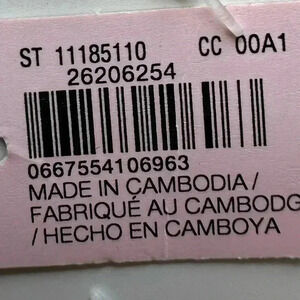 ST 11185110 CC 00A1
26206254
0667554106963
MADE IN CAMBODIA /
FABRIQUÉ AU CAMBODG
/ HECHO EN CAMBOYA